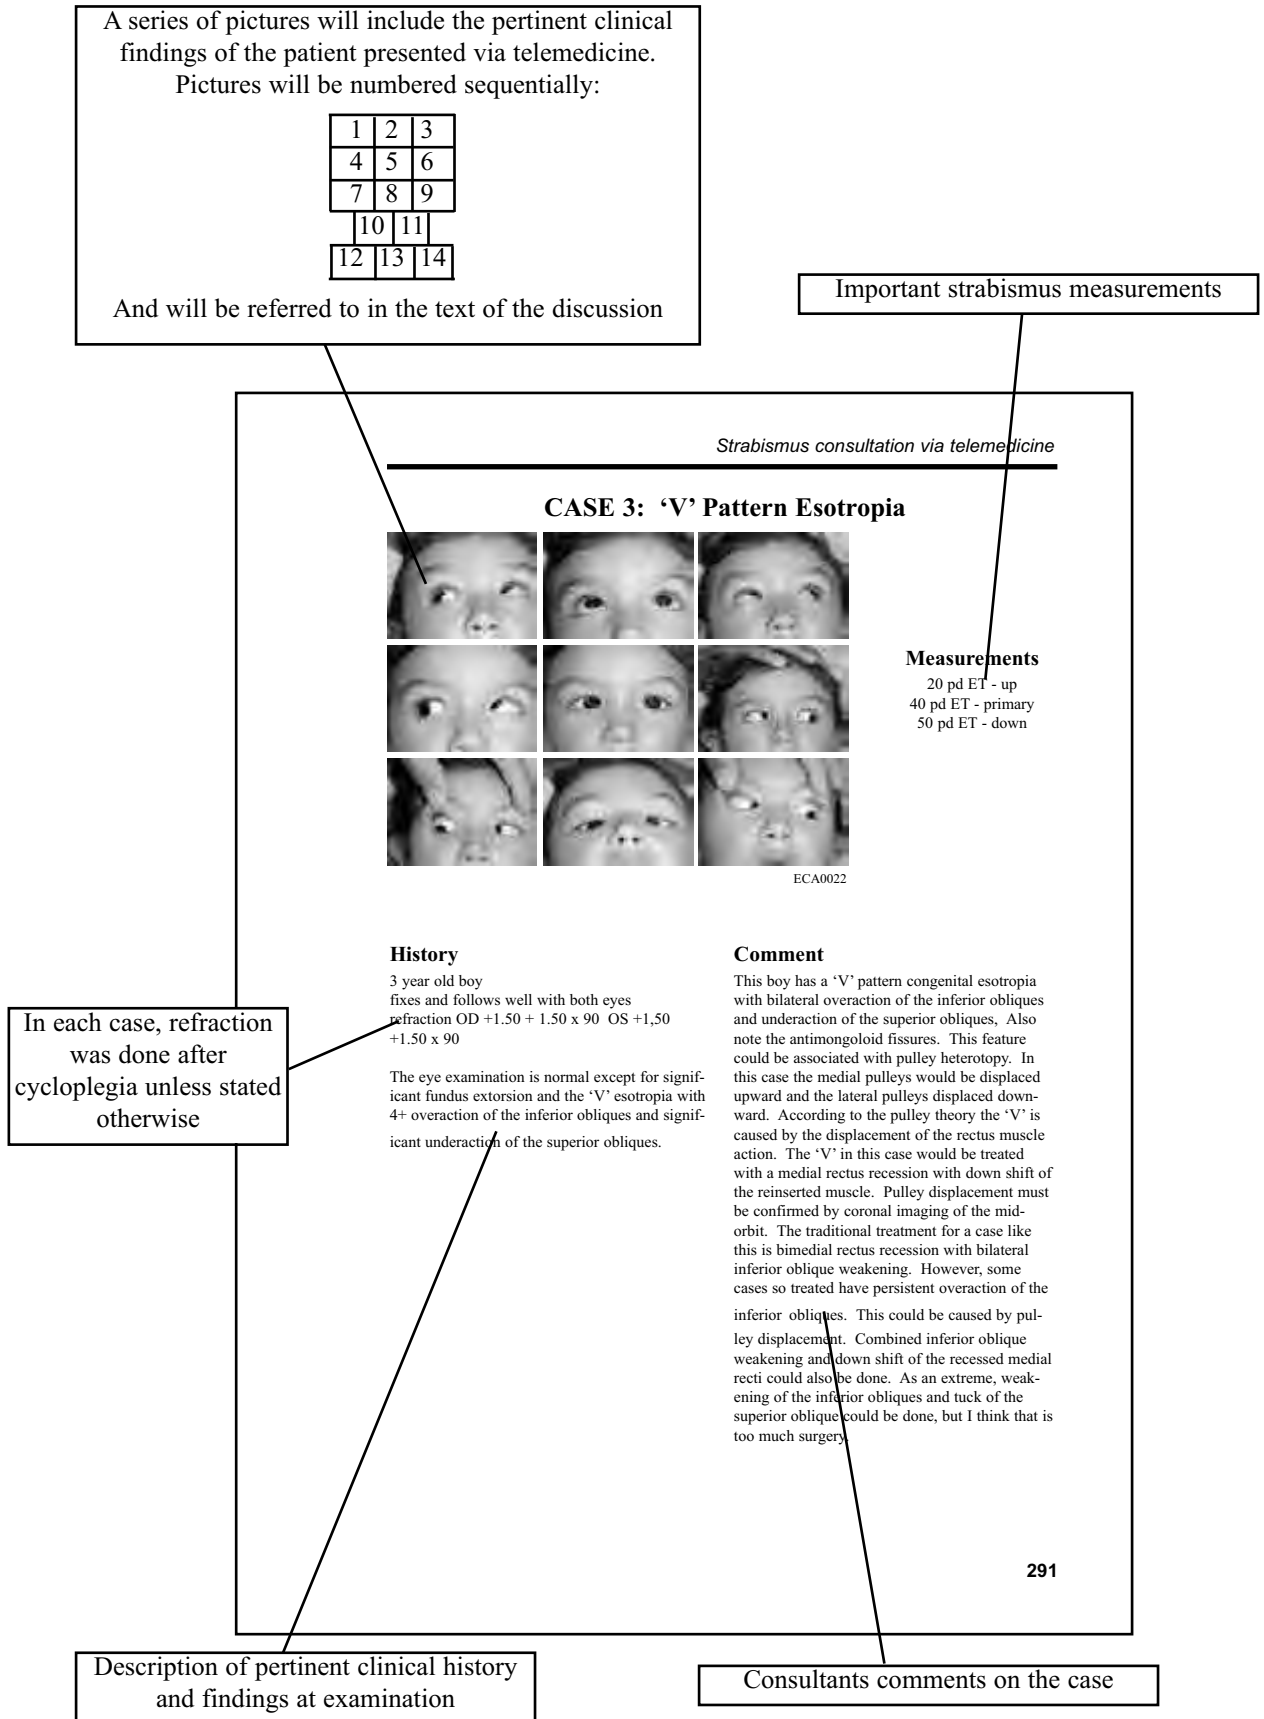 A series of pictures will include the pertinent clinical
findings of the patient presented via telemedicine.
Pictures will be numbered sequentially:
1 2 3
4 5 6
7 8 9
10 11
12 13 14
And will be referred to in the text of the discussion
Important strabismus measurements
Strabismus consultation via telemedicine
CASE 3: ‘V’ Pattern Esotropia
Measurements
20 pd ET - up
40 pd ET - primary
50 pd ET - down
ECA0022
History
3 year old boy
fixes and follows well with both eyes
refraction OD +1.50 + 1.50 x 90 OS +1,50
+1.50 x 90
The eye examination is normal except for signif-
icant fundus extorsion and the ‘V’ esotropia with
4+ overaction of the inferior obliques and signif-
icant underaction of the superior obliques.
Comment
This boy has a ‘V’ pattern congenital esotropia
with bilateral overaction of the inferior obliques
and underaction of the superior obliques, Also
note the antimongoloid fissures. This feature
could be associated with pulley heterotopy. In
this case the medial pulleys would be displaced
upward and the lateral pulleys displaced down-
ward. According to the pulley theory the ‘V’ is
caused by the displacement of the rectus muscle
action. The ‘V’ in this case would be treated
with a medial rectus recession with down shift of
the reinserted muscle. Pulley displacement must
be confirmed by coronal imaging of the mid-
orbit. The traditional treatment for a case like
this is bimedial rectus recession with bilateral
inferior oblique weakening. However, some
cases so treated have persistent overaction of the
inferior obliques. This could be caused by pul-
ley displacement. Combined inferior oblique
weakening and down shift of the recessed medial
recti could also be done. As an extreme, weak-
ening of the inferior obliques and tuck of the
superior oblique could be done, but I think that is
too much surgery.
In each case, refraction
was done after
cycloplegia unless stated
otherwise
291
Description of pertinent clinical history
and findings at examination
Consultants comments on the case